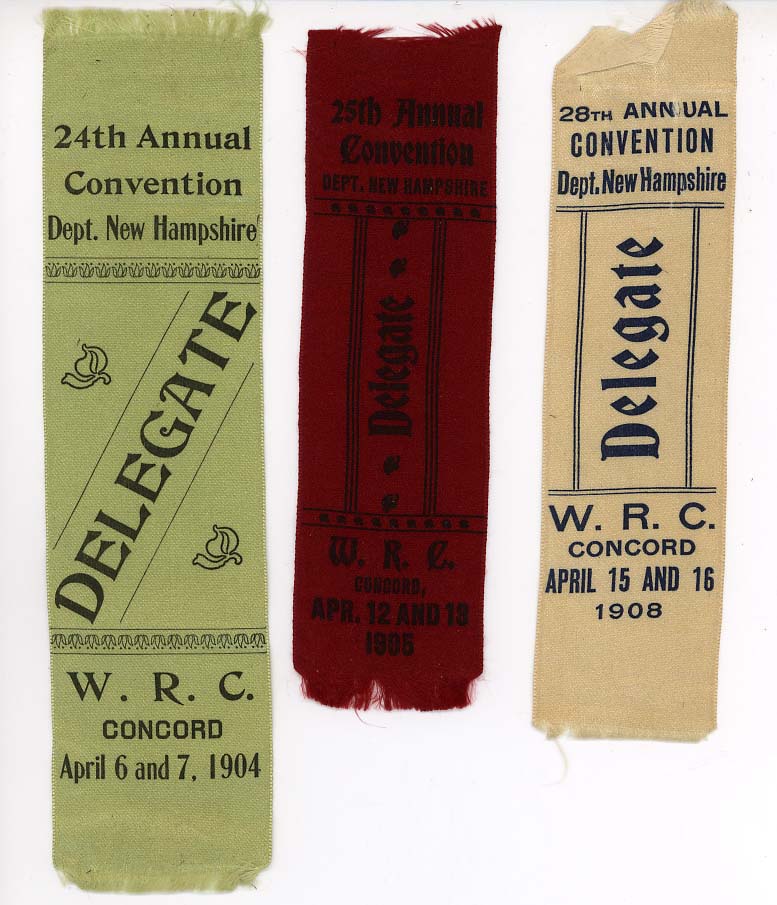 24th Annual
Convention
Dept. New Hampshire
DELEGATE
W. R. C.
CONCORD
April 6 and 7, 1904
25th Annual
Convention
DEPT. NEW HAMPSHIRE
Delegate
W. R. C.
CONCORD,
APR. 12 AND 13
1905
28TH ANNUAL
CONVENTION
Dept. New Hampshire
Delegate
W. R. C.
CONCORD
APRIL 15 AND 16
1908